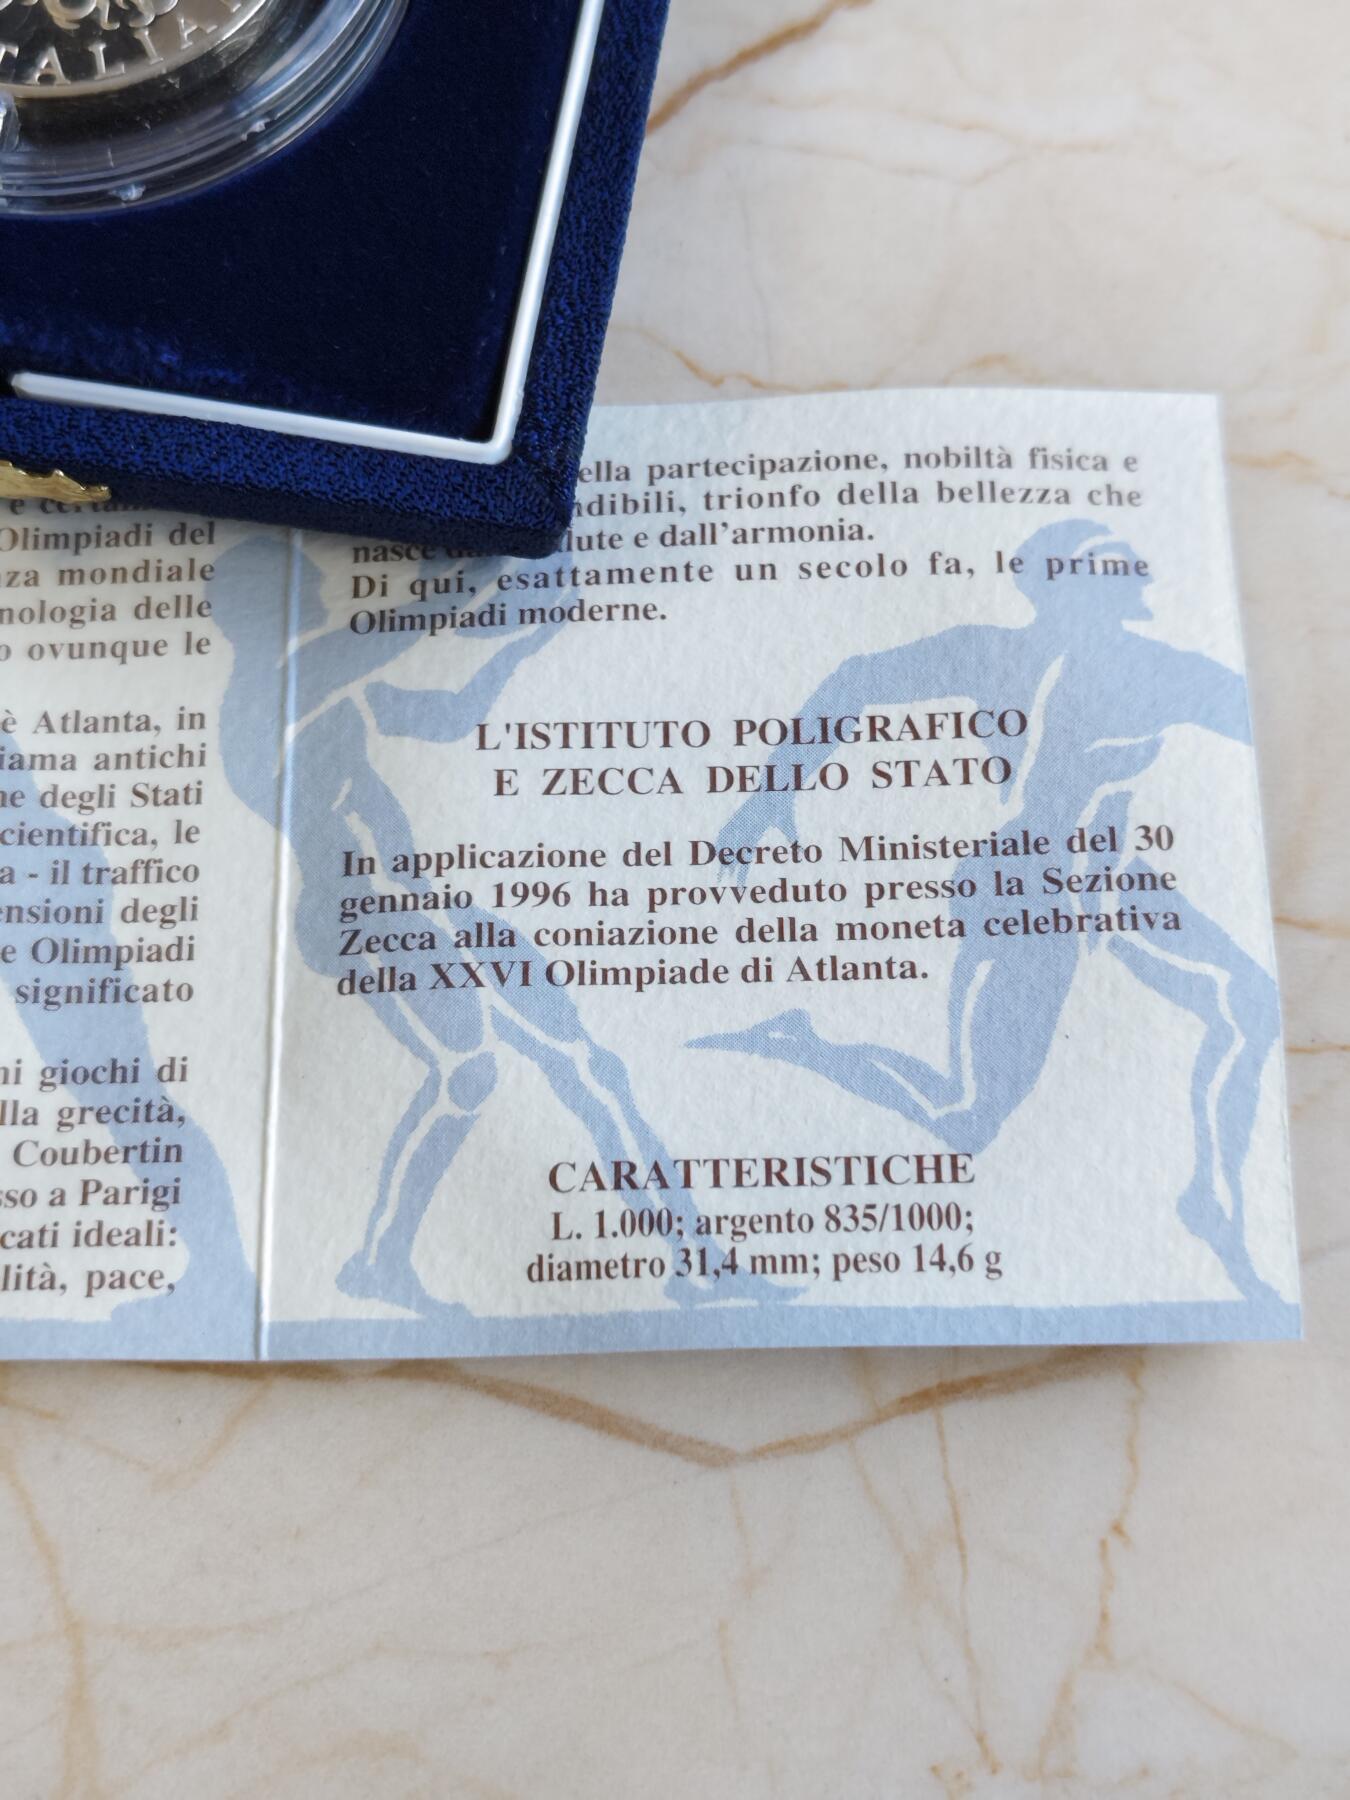 TALIA
Olimpiadi del
mondiale
delle
ovunque le
è Atlanta, in
antichi
degli Stati
le
- il traffico
degli
Olimpiadi
significato
giochi di
grecità,
Coubertin
a Parigi
ideali:
pace,
partecipazione, nobiltà fisica e
trionfo della bellezza che
nasce e dall’armonia.
Di qui, esattamente un secolo fa, le prime
Olimpiadi moderne.
L'ISTITUTO POLIGRAFICO
E ZECCA DELLO STATO
In applicazione del Decreto Ministeriale del 30
gennaio 1996 ha provveduto presso la Sezione
Zecca alla coniazione della moneta celebrativa
della XXVI Olimpiade di Atlanta.
CARATTERISTICHE
L. 1.000; argento 835/1000;
diametro 31,4 mm; peso 14,6 g